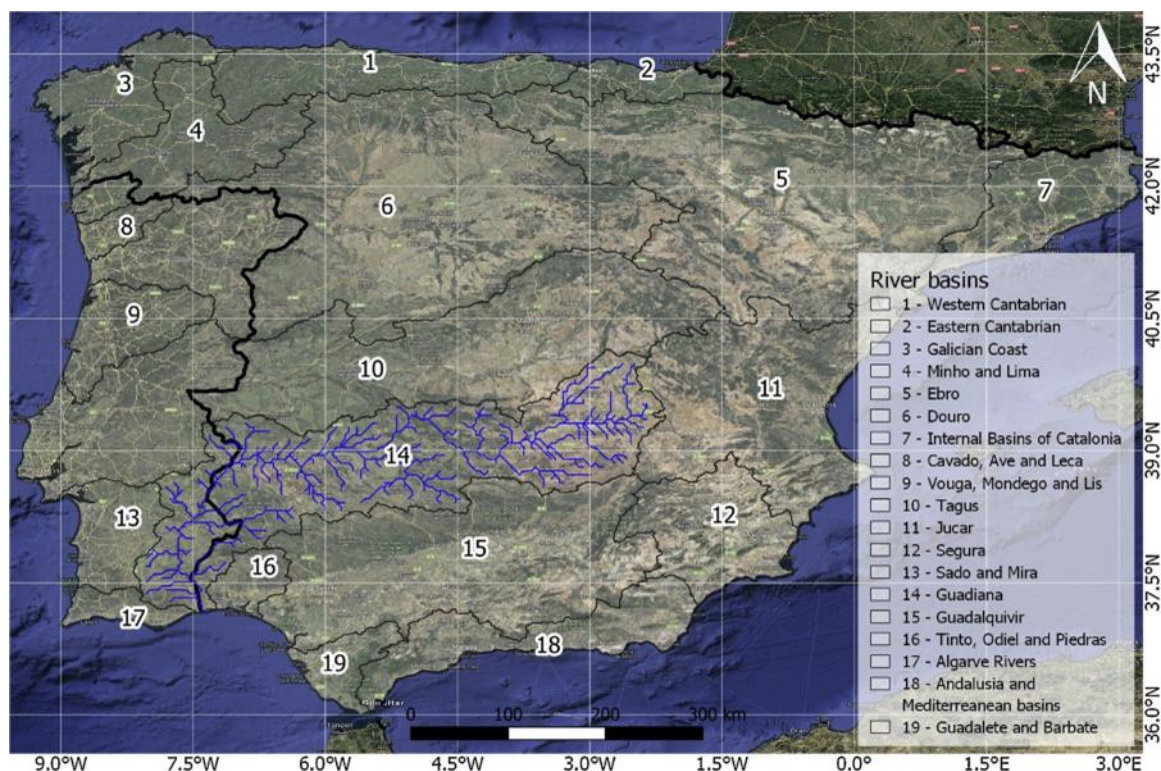 1
2
3
4
5
6
7
8
9
10
11
12
13
14
15
16
17
18
19
N
43.5°N
42.0°N
40.5°N
39.0°N
37.5°N
36.0°N
River basins
1 - Western Cantabrian
2 - Eastern Cantabrian
3 - Galician Coast
4 - Minho and Lima
5 - Ebro
6 - Douro
7 - Internal Basins of Catalonia
8 - Cavado, Ave and Leca
9 - Vouga, Mondego and Lis
10 - Tagus
11 - Jucar
12 - Segura
13 - Sado and Mira
14 - Guadiana
15 - Guadalquivir
16 - Tinto, Odiel and Piedras
17 - Algarve Rivers
18 - Andalusia and
Mediterranean basins
19 - Guadalete and Barbate
Gibraltar
0 100 200 300 km
9.0°W 7.5°W 6.0°W 4.5°W 3.0°W 1.5°W 0.0°E 1.5°E 3.0°E